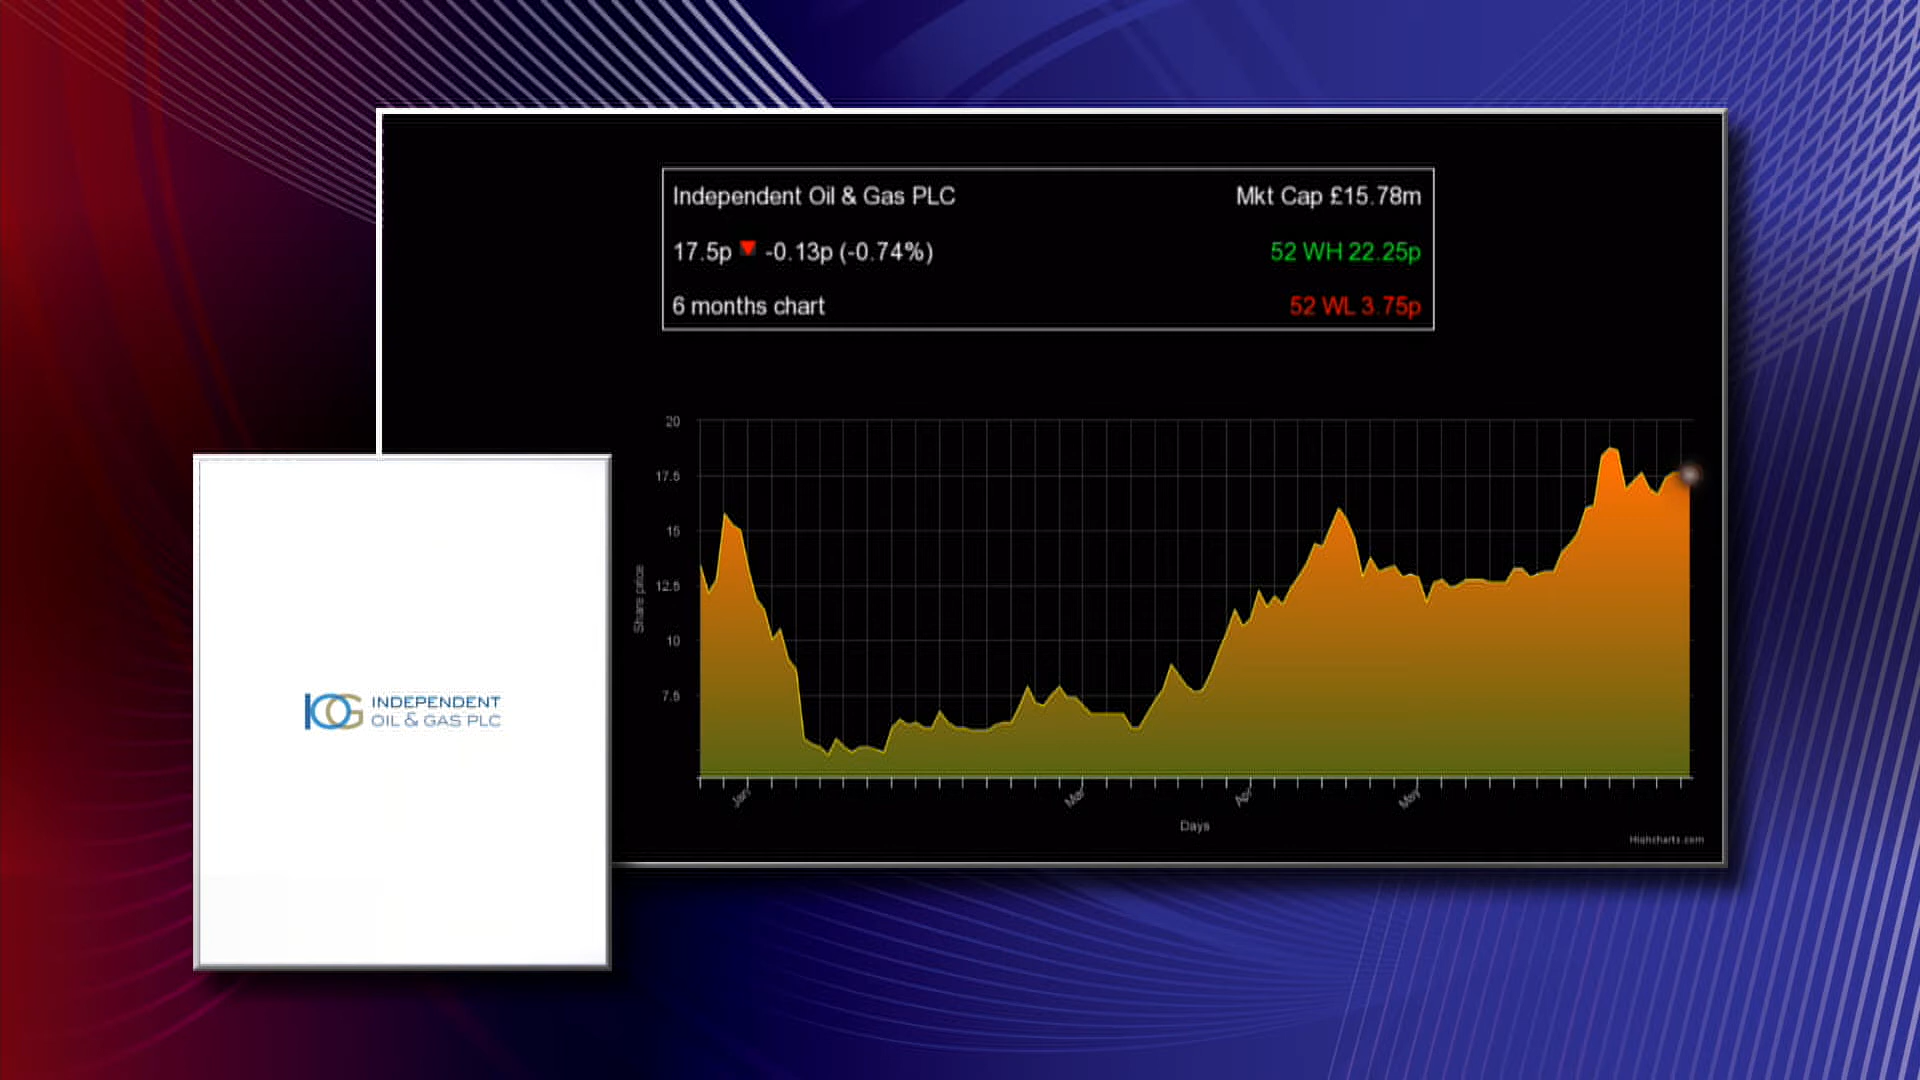 Independent Oil & Gas PLC
Mkt Cap £15.78m
17.5p ▼ -0.13p (-0.74%)
52 WH 22.25p
6 months chart
52 WL 3.75p
20
17.5
15
12.5
10
7.5
Share price
Jan
Mar
Apr
May
Days
Highcharts.com
IOG INDEPENDENT
OIL & GAS PLC